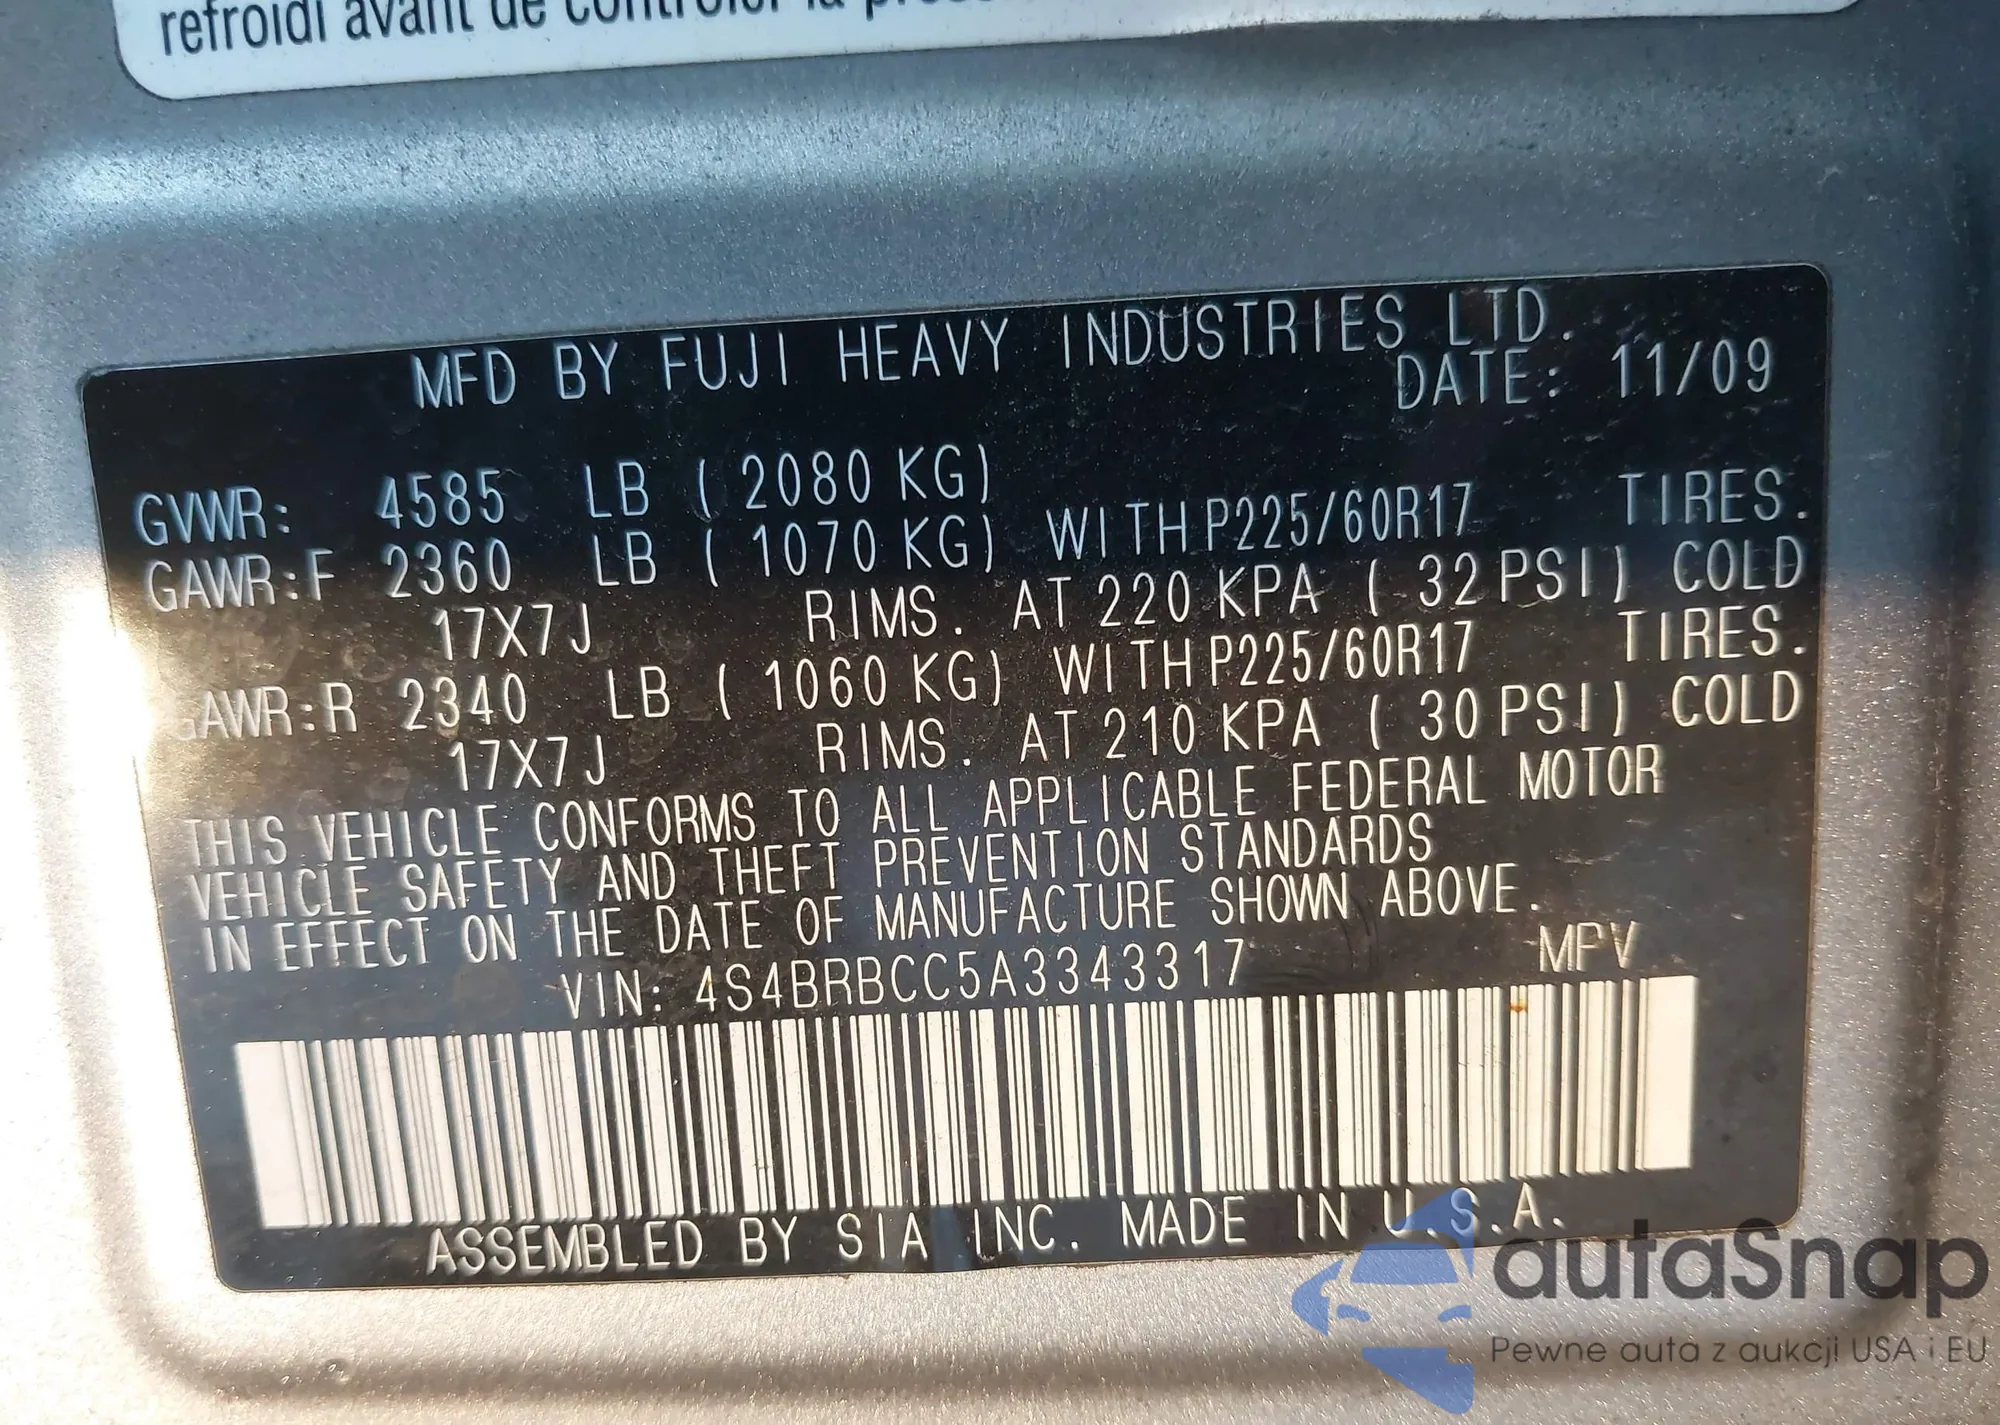 refroidi avant de contrôler la
MFD BY FUJI HEAVY INDUSTRIES LTD.
DATE: 11/09
GVWR: 4585 LB ( 2080 KG)
GAWR:F 2360 LB ( 1070 KG) WITH P225/60R17 TIRES.
17X7J RIMS. AT 220 KPA ( 32 PSI) COLD
GAWR:R 2340 LB ( 1060 KG) WITH P225/60R17 TIRES.
17X7J RIMS. AT 210 KPA ( 30 PSI) COLD
THIS VEHICLE CONFORMS TO ALL APPLICABLE FEDERAL MOTOR
VEHICLE SAFETY AND THEFT PREVENTION STANDARDS
IN EFFECT ON THE DATE OF MANUFACTURE SHOWN ABOVE.
VIN: 4S4BRBCC5A3343317 MPV
ASSEMBLED BY SIA INC. MADE IN U.S.A.
autaSnap
Pewne auta z aukcji USA i EU